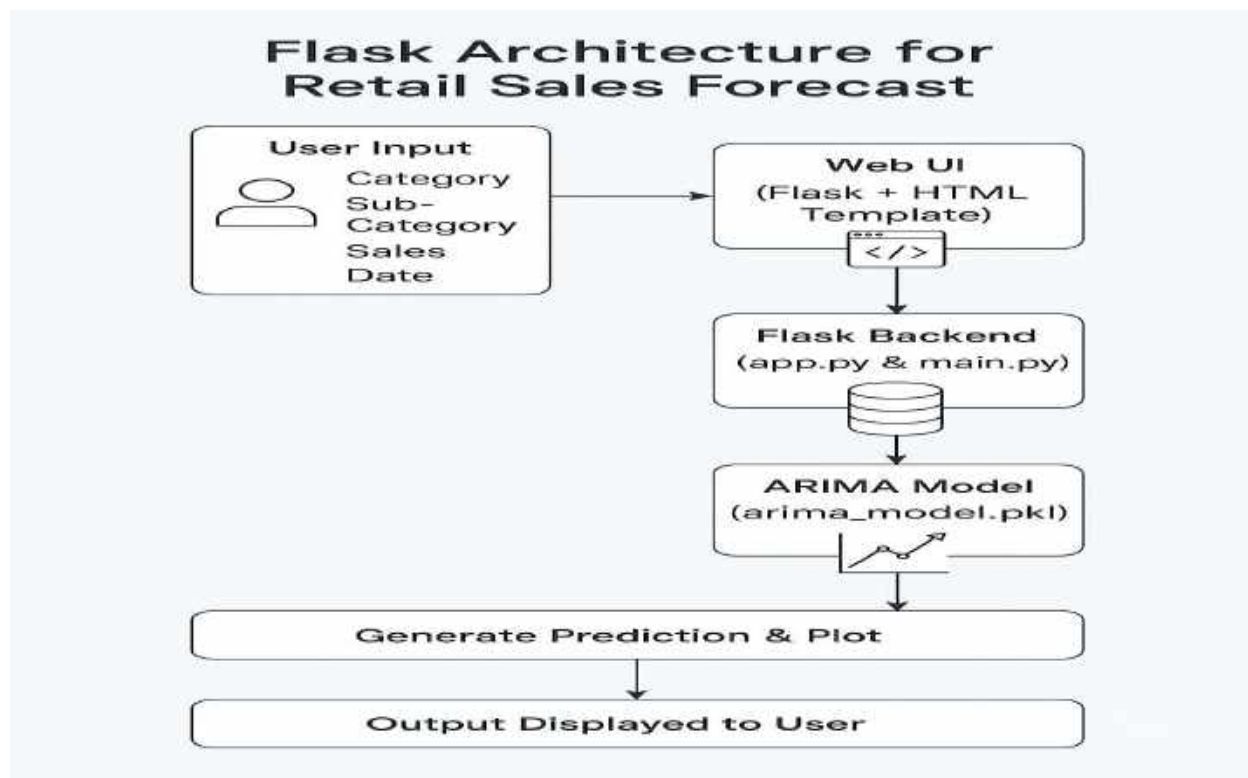 Flask Architecture for
Retail Sales Forecast
User Input
Category
Sub-
Category
Sales
Date
Web UI
(Flask + HTML
Template)
</>
Flask Backend
(app.py & main.py)
ARIMA Model
(arima_model.pkl)
Generate Prediction & Plot
Output Displayed to User